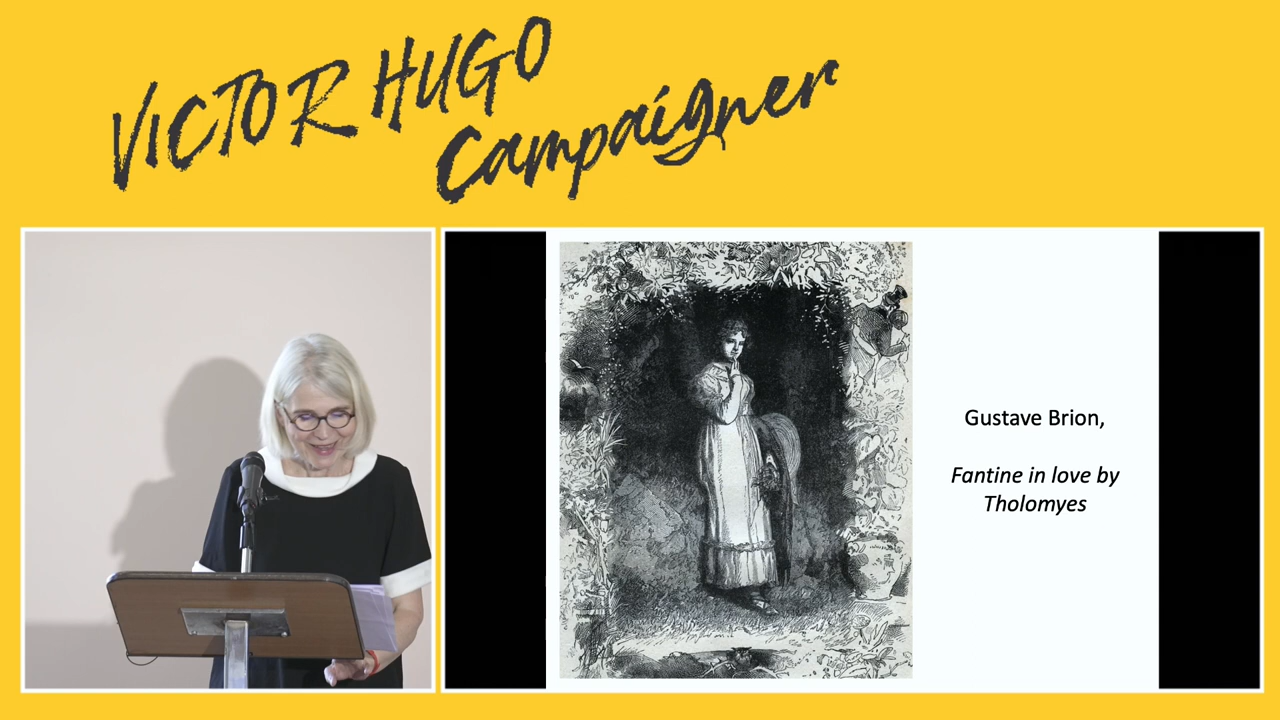 VICTOR HUGO
Campaigner
Gustave Brion,
Fantine in love by
Tholomyes